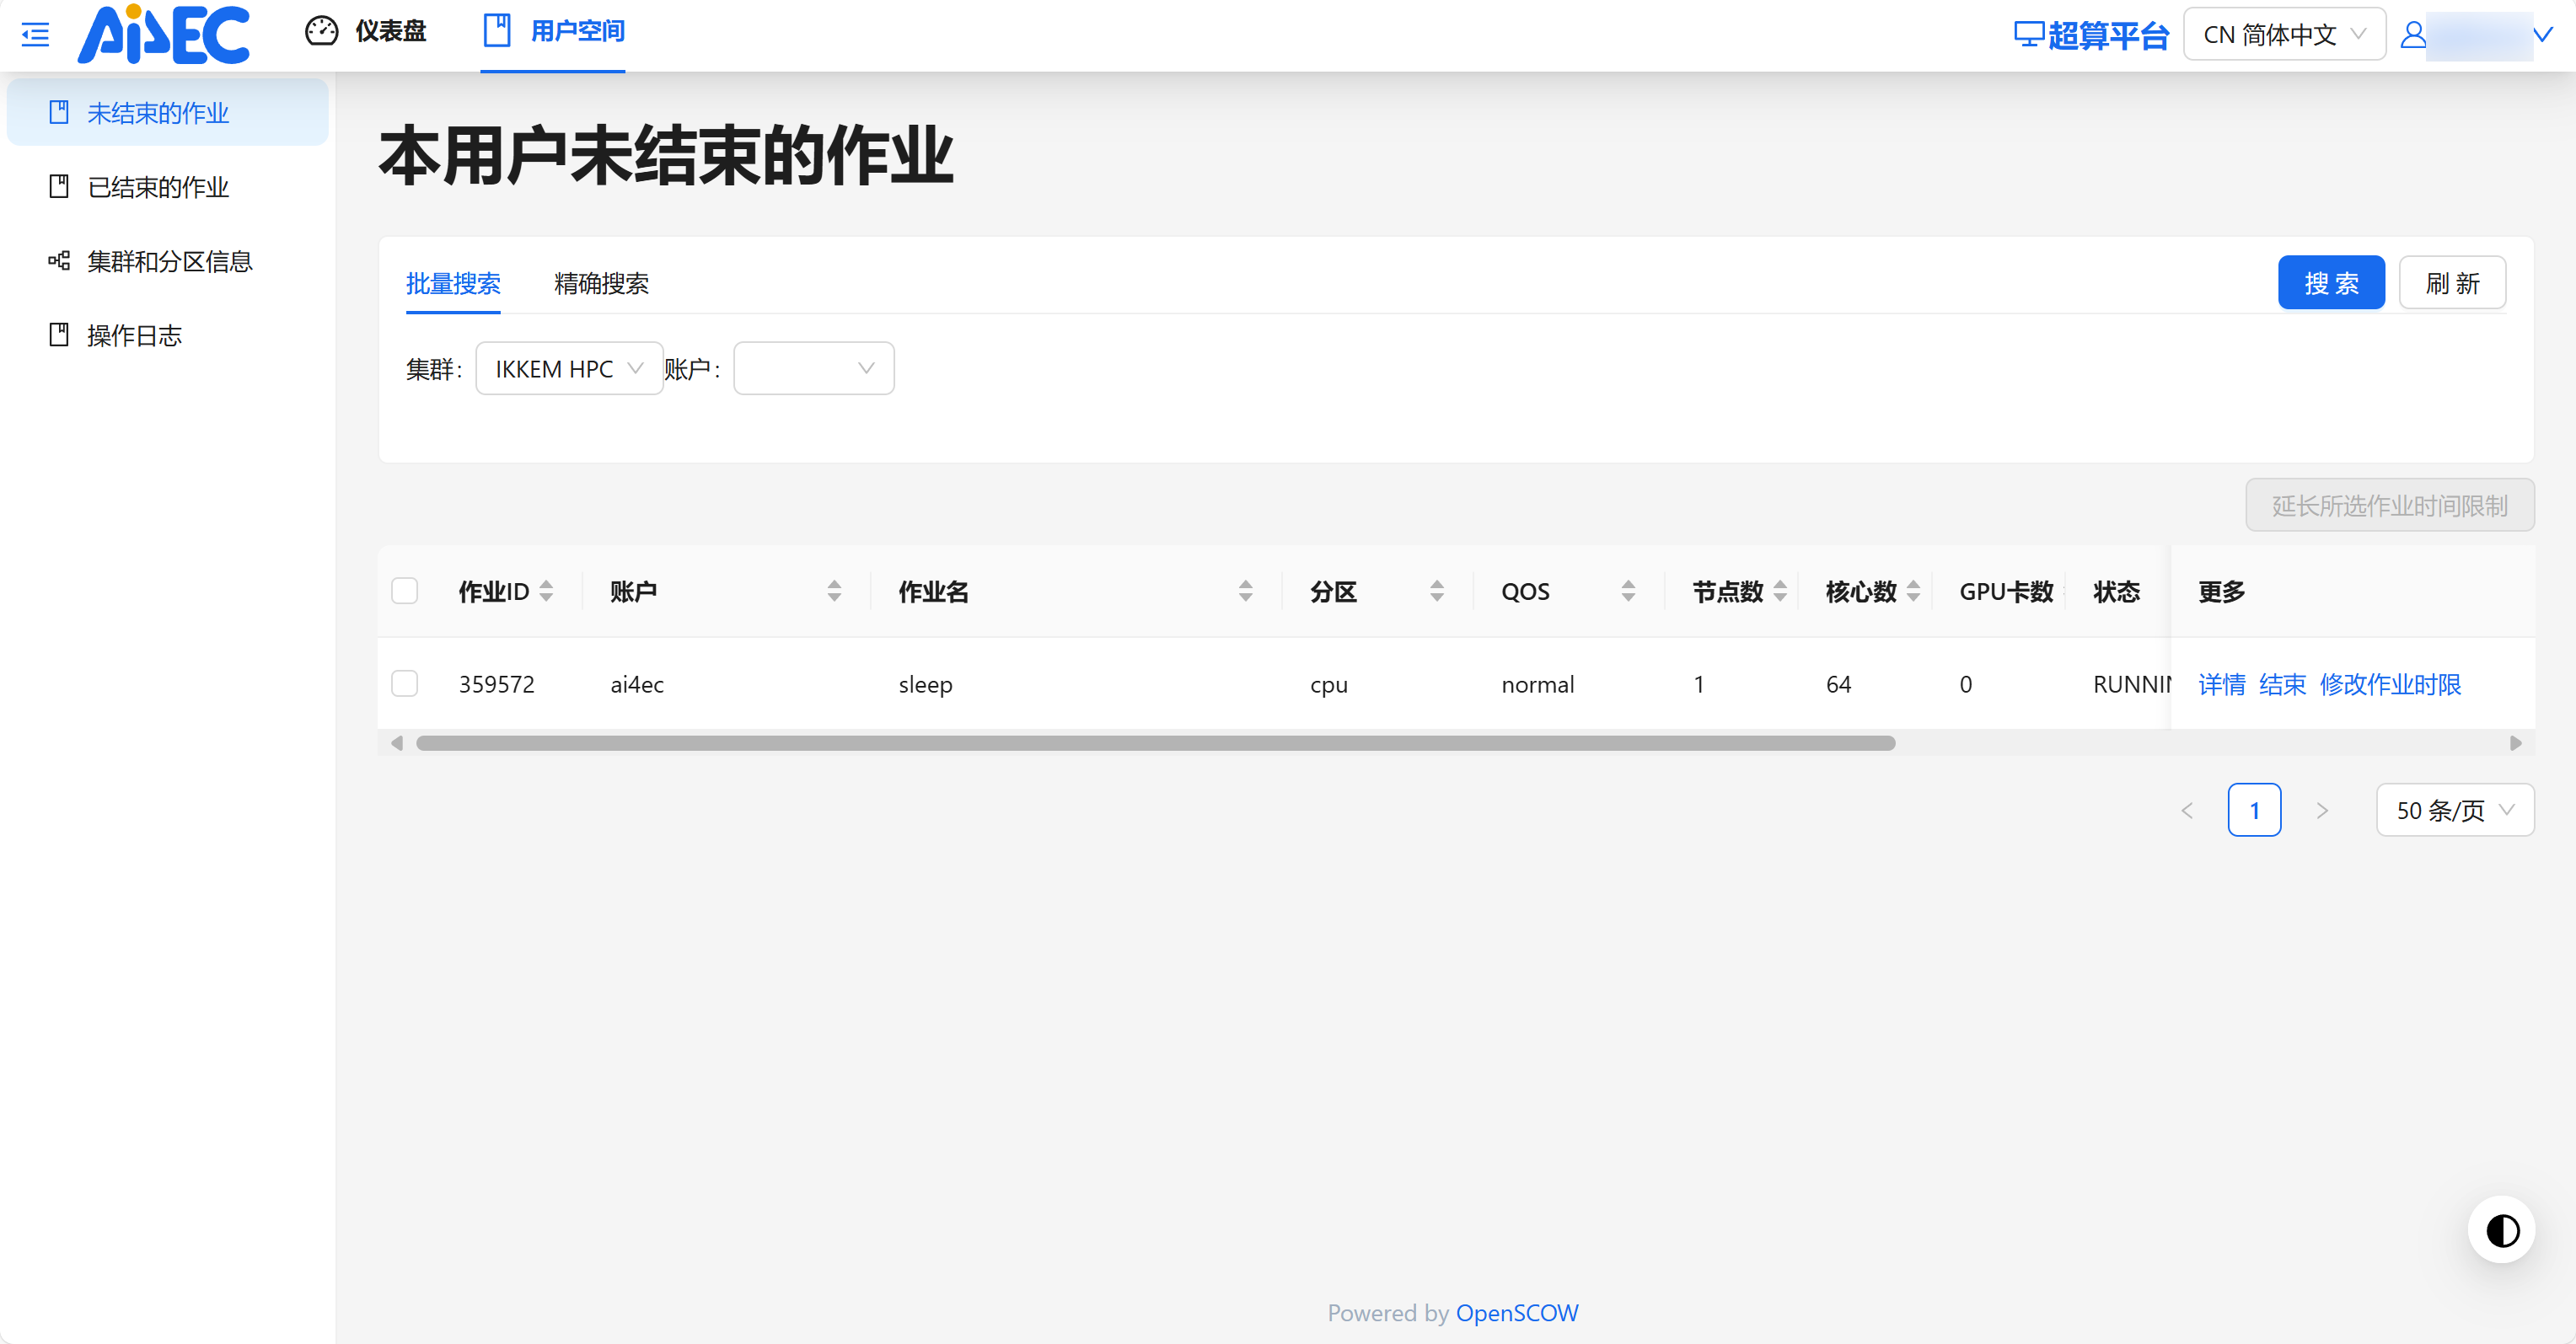 Ai4EC 仪表盘 用户空间 超算平台 CN 简体中文
未结束的作业
已结束的作业
集群和分区信息
操作日志
本用户未结束的作业
批量搜索 精确搜索 搜 索 刷 新
集群: IKKEM HPC 账户:
延长所选作业时间限制
作业ID 账户 作业名 分区 QOS 节点数 核心数 GPU卡数 状态 更多
359572 ai4ec sleep cpu normal 1 64 0 RUNNIN 详情 结束 修改作业时限
1 50 条/页
Powered by OpenSCOW